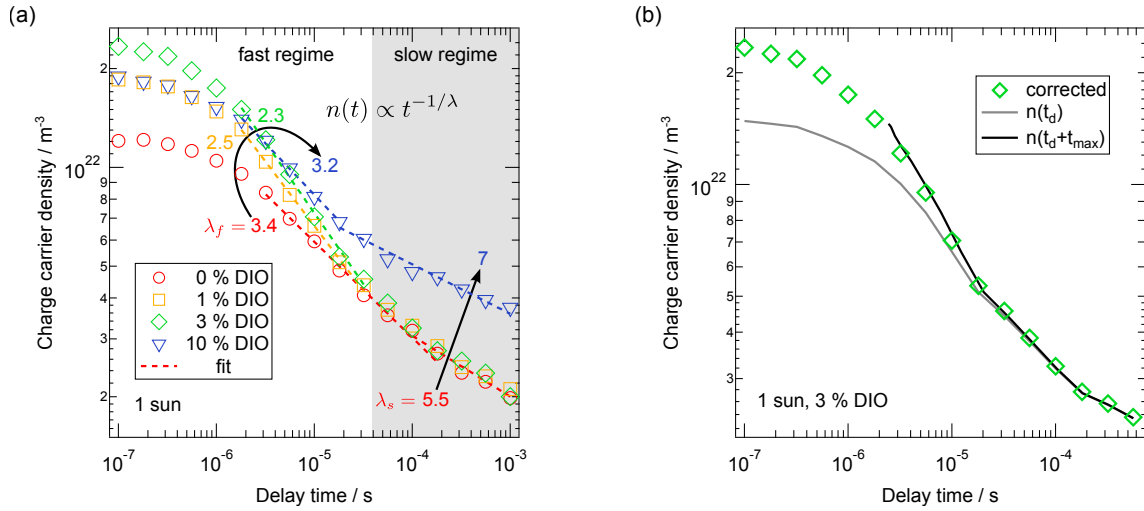 (a)
fast regime
slow regime
n(t) ∝ t^{-1/λ}
2.3
2.5
3.2
λ_f = 3.4
7
λ_s = 5.5
0 % DIO
1 % DIO
3 % DIO
10 % DIO
fit
1 sun
Charge carrier density / m^{-3}
2
10^{22}
9
8
7
6
5
4
3
2
10^{-7}
10^{-6}
10^{-5}
10^{-4}
10^{-3}
Delay time / s
(b)
corrected
n(t_d)
n(t_d+t_max)
1 sun, 3 % DIO
Charge carrier density / m^{-3}
2
10^{22}
9
8
7
6
5
4
3
10^{-7}
10^{-6}
10^{-5}
10^{-4}
Delay time / s